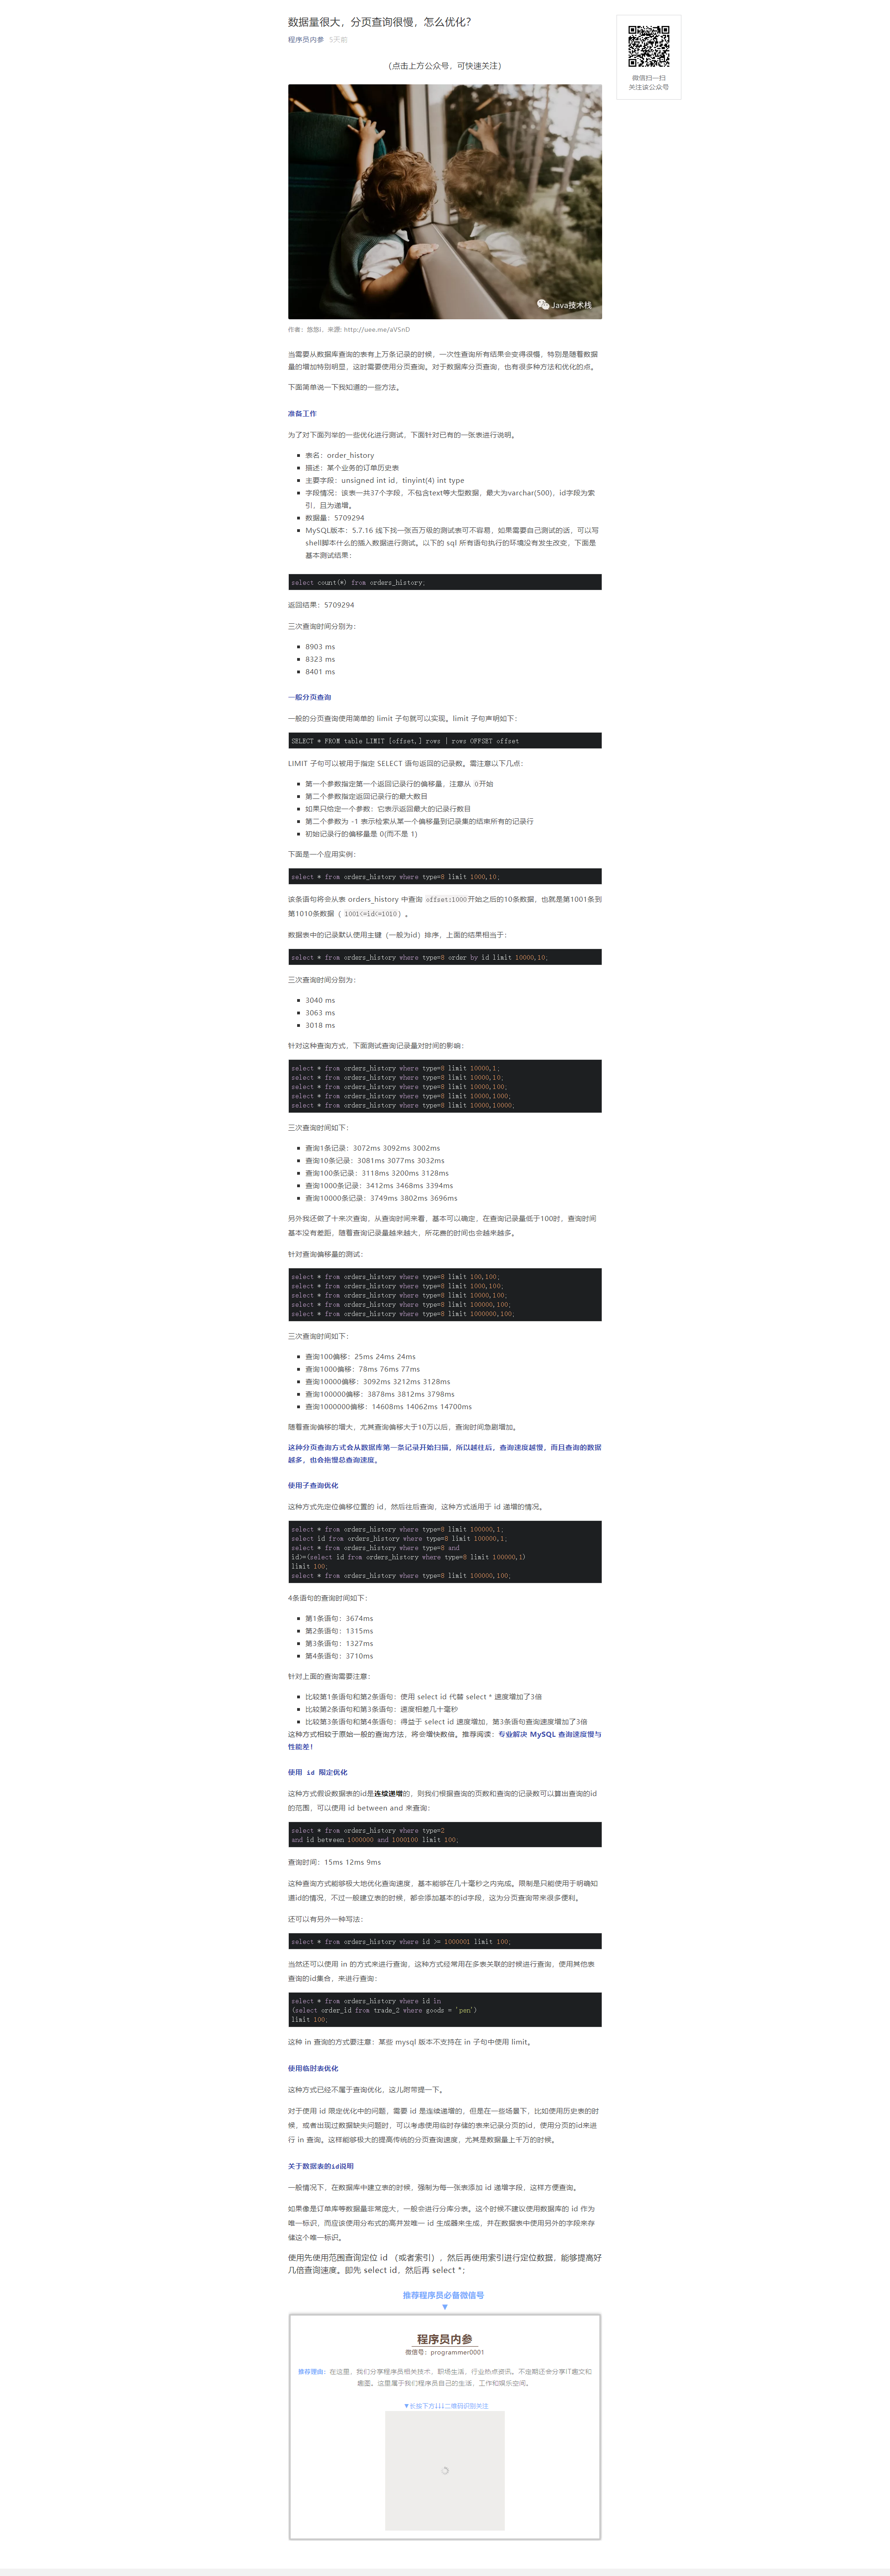 数据量很大，分页查询很慢，怎么优化？
程序员内参 5天前
微信扫一扫
关注该公众号
（点击上方公众号，可快速关注）
Java技术栈
作者：悠悠i，来源: http://uee.me/aVSnD
当需要从数据库查询的表有上万条记录的时候，一次性查询所有结果会变得很慢，特别是随着数据
量的增加特别明显，这时需要使用分页查询。对于数据库分页查询，也有很多种方法和优化的点。
下面简单说一下我知道的一些方法。
准备工作
为了对下面列举的一些优化进行测试，下面针对已有的一张表进行说明。
表名：order_history
描述：某个业务的订单历史表
主要字段：unsigned int id，tinyint(4) int type
字段情况：该表一共37个字段，不包含text等大型数据，最大为varchar(500)，id字段为索
引，且为递增。
数据量：5709294
MySQL版本：5.7.16 线下找一张百万级的测试表可不容易，如果需要自己测试的话，可以写
shell脚本什么的插入数据进行测试。以下的 sql 所有语句执行的环境没有发生改变，下面是
基本测试结果：
select count(*) from orders_history;
返回结果：5709294
三次查询时间分别为：
8903 ms
8323 ms
8401 ms
一般分页查询
一般的分页查询使用简单的 limit 子句就可以实现。limit 子句声明如下：
SELECT * FROM table LIMIT [offset,] rows | rows OFFSET offset
LIMIT 子句可以被用于指定 SELECT 语句返回的记录数。需注意以下几点：
第一个参数指定第一个返回记录行的偏移量，注意从 0开始
第二个参数指定返回记录行的最大数目
如果只给定一个参数：它表示返回最大的记录行数目
第二个参数为 -1 表示检索从某一个偏移量到记录集的结束所有的记录行
初始记录行的偏移量是 0(而不是 1)
下面是一个应用实例：
select * from orders_history where type=8 limit 1000,10;
该条语句将会从表 orders_history 中查询 offset:1000开始之后的10条数据，也就是第1001条到
第1010条数据（ 1001<=id<=1010）。
数据表中的记录默认使用主键（一般为id）排序，上面的结果相当于：
select * from orders_history where type=8 order by id limit 10000,10;
三次查询时间分别为：
3040 ms
3063 ms
3018 ms
针对这种查询方式，下面测试查询记录量对时间的影响：
select * from orders_history where type=8 limit 10000,1;
select * from orders_history where type=8 limit 10000,10;
select * from orders_history where type=8 limit 10000,100;
select * from orders_history where type=8 limit 10000,1000;
select * from orders_history where type=8 limit 10000,10000;
三次查询时间如下：
查询1条记录：3072ms 3092ms 3002ms
查询10条记录：3081ms 3077ms 3032ms
查询100条记录：3118ms 3200ms 3128ms
查询1000条记录：3412ms 3468ms 3394ms
查询10000条记录：3749ms 3802ms 3696ms
另外我还做了十来次查询，从查询时间来看，基本可以确定，在查询记录量低于100时，查询时间
基本没有差距，随着查询记录量越来越大，所花费的时间也会越来越多。
针对查询偏移量的测试：
select * from orders_history where type=8 limit 100,100;
select * from orders_history where type=8 limit 1000,100;
select * from orders_history where type=8 limit 10000,100;
select * from orders_history where type=8 limit 100000,100;
select * from orders_history where type=8 limit 1000000,100;
三次查询时间如下：
查询100偏移：25ms 24ms 24ms
查询1000偏移：78ms 76ms 77ms
查询10000偏移：3092ms 3212ms 3128ms
查询100000偏移：3878ms 3812ms 3798ms
查询1000000偏移：14608ms 14062ms 14700ms
随着查询偏移的增大，尤其查询偏移大于10万以后，查询时间急剧增加。
这种分页查询方式会从数据库第一条记录开始扫描，所以越往后，查询速度越慢，而且查询的数据
越多，也会拖慢总查询速度。
使用子查询优化
这种方式先定位偏移位置的 id，然后往后查询，这种方式适用于 id 递增的情况。
select * from orders_history where type=8 limit 100000,1;
select id from orders_history where type=8 limit 100000,1;
select * from orders_history where type=8 and
id>=(select id from orders_history where type=8 limit 100000,1)
limit 100;
select * from orders_history where type=8 limit 100000,100;
4条语句的查询时间如下：
第1条语句：3674ms
第2条语句：1315ms
第3条语句：1327ms
第4条语句：3710ms
针对上面的查询需要注意：
比较第1条语句和第2条语句：使用 select id 代替 select * 速度增加了3倍
比较第2条语句和第3条语句：速度相差几十毫秒
比较第3条语句和第4条语句：得益于 select id 速度增加，第3条语句查询速度增加了3倍
这种方式相较于原始一般的查询方法，将会增快数倍。推荐阅读：专业解决 MySQL 查询速度慢与
性能差！
使用 id 限定优化
这种方式假设数据表的id是连续递增的，则我们根据查询的页数和查询的记录数可以算出查询的id
的范围，可以使用 id between and 来查询：
select * from orders_history where type=2
and id between 1000000 and 1000100 limit 100;
查询时间：15ms 12ms 9ms
这种查询方式能够极大地优化查询速度，基本能够在几十毫秒之内完成。限制是只能使用于明确知
道id的情况，不过一般建立表的时候，都会添加基本的id字段，这为分页查询带来很多便利。
还可以有另外一种写法：
select * from orders_history where id >= 1000001 limit 100;
当然还可以使用 in 的方式来进行查询，这种方式经常用在多表关联的时候进行查询，使用其他表
查询的id集合，来进行查询：
select * from orders_history where id in
(select order_id from trade_2 where goods = 'pen')
limit 100;
这种 in 查询的方式要注意：某些 mysql 版本不支持在 in 子句中使用 limit。
使用临时表优化
这种方式已经不属于查询优化，这儿附带提一下。
对于使用 id 限定优化中的问题，需要 id 是连续递增的，但是在一些场景下，比如使用历史表的时
候，或者出现过数据缺失问题时，可以考虑使用临时存储的表来记录分页的id，使用分页的id来进
行 in 查询。这样能够极大的提高传统的分页查询速度，尤其是数据量上千万的时候。
关于数据表的id说明
一般情况下，在数据库中建立表的时候，强制为每一张表添加 id 递增字段，这样方便查询。
如果像是订单库等数据量非常庞大，一般会进行分库分表。这个时候不建议使用数据库的 id 作为
唯一标识，而应该使用分布式的高并发唯一 id 生成器来生成，并在数据表中使用另外的字段来存
储这个唯一标识。
使用先使用范围查询定位 id （或者索引），然后再使用索引进行定位数据，能够提高好
几倍查询速度。即先 select id，然后再 select *；
推荐程序员必备微信号
▼
程序员内参
微信号：programmer0001
推荐理由：在这里，我们分享程序员相关技术，职场生活，行业热点资讯。不定期还会分享IT趣文和
趣图。这里属于我们程序员自己的生活，工作和娱乐空间。
▼长按下方↓↓↓二维码识别关注